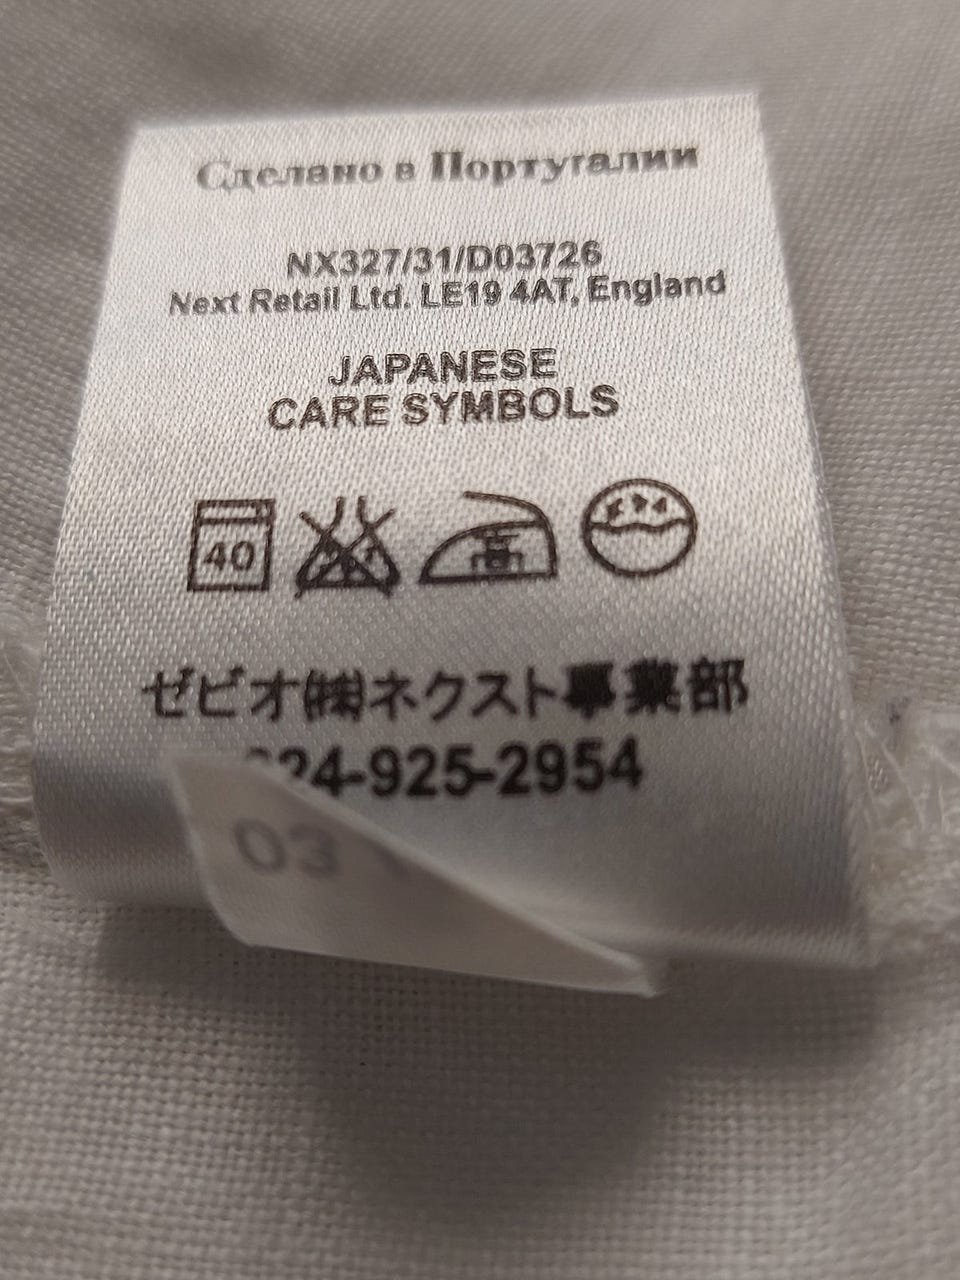 Сделано в Португалии
NX327/31/D03726
Next Retail Ltd. LE19 4AT, England
JAPANESE
CARE SYMBOLS
40
ゼビオ㈱ネクスト事業部
024-925-2954
03